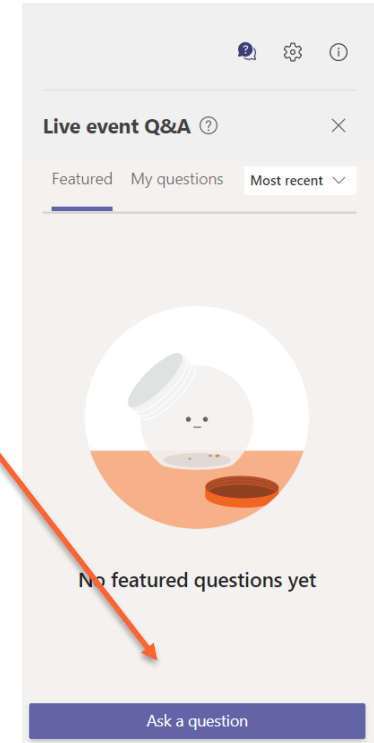 Live event Q&A
Featured My questions Most recent
No featured questions yet
Ask a question